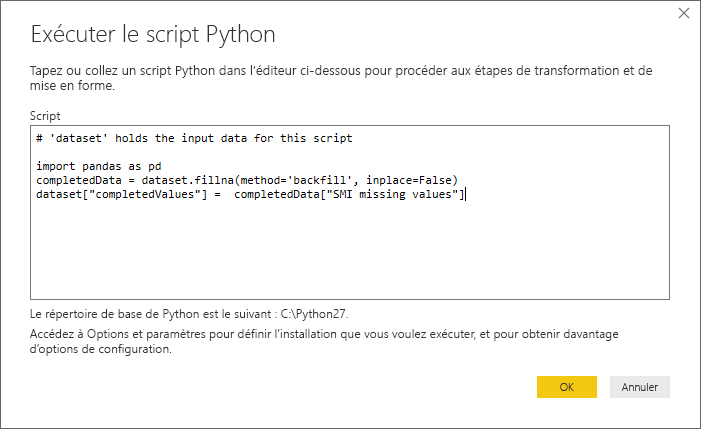 Exécuter le script Python
Tapez ou collez un script Python dans l'éditeur ci-dessous pour procéder aux étapes de transformation et de
mise en forme.
Script
# 'dataset' holds the input data for this script
import pandas as pd
completedData = dataset.fillna(method='backfill', inplace=False)
dataset["completedValues"] =  completedData["SMI missing values"]
Le répertoire de base de Python est le suivant : C:\Python27.
Accédez à Options et paramètres pour définir l'installation que vous voulez exécuter, et pour obtenir davantage
d'options de configuration.
OK
Annuler